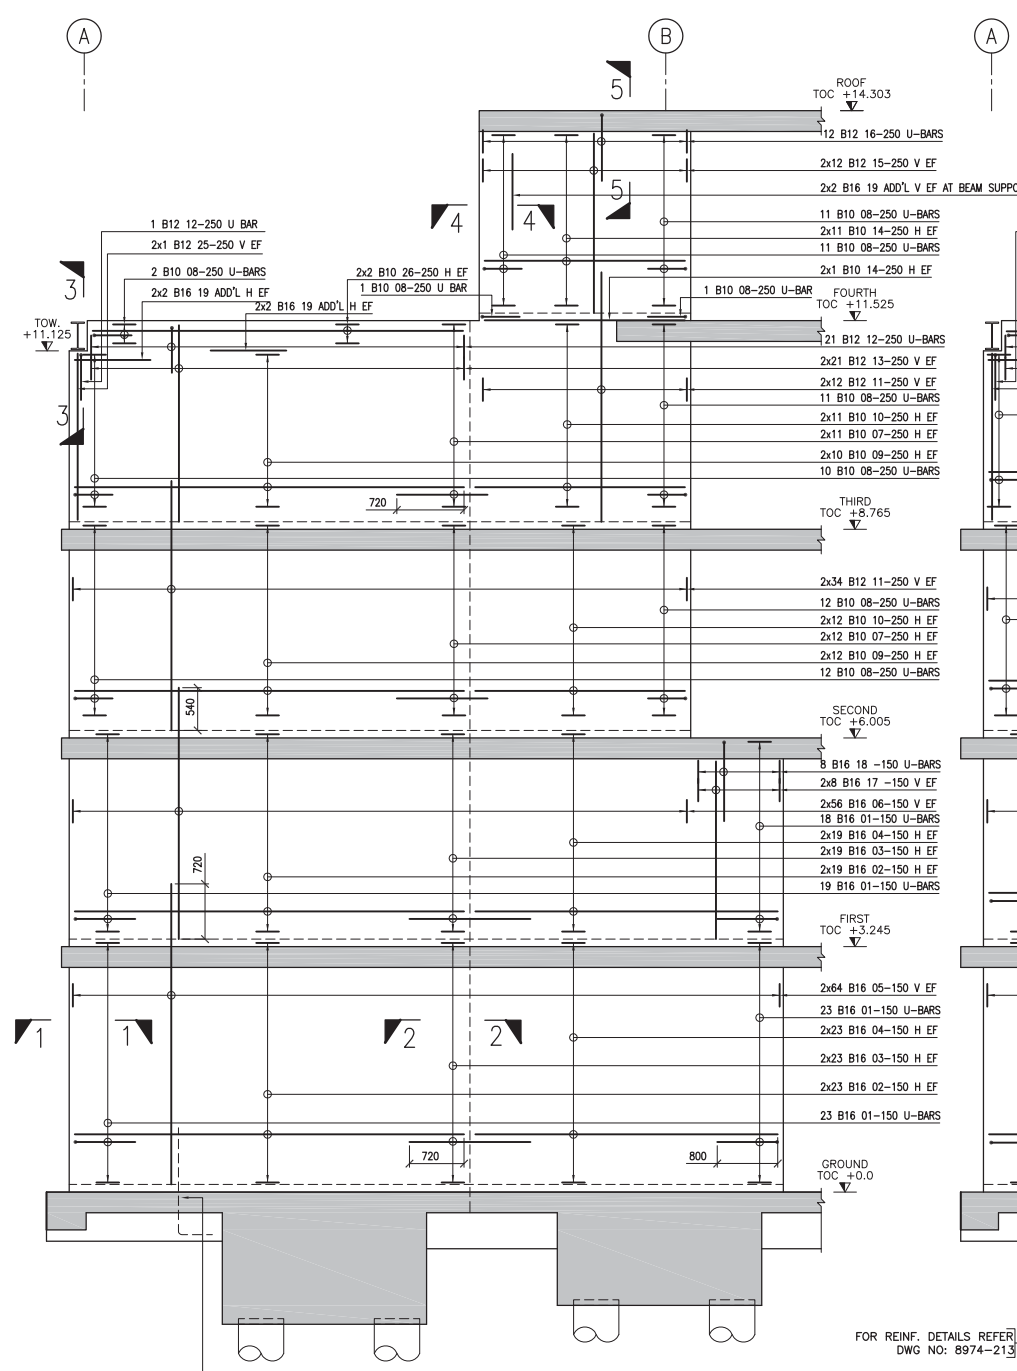 A
B
A
5
ROOF
TOC +14.303
12 B12 16-250 U-BARS
2x12 B12 15-250 V EF
2x2 B16 19 ADD'L V EF AT BEAM SUPPO
5
4
4
11 B10 08-250 U-BARS
2x11 B10 14-250 H EF
11 B10 08-250 U-BARS
1 B12 12-250 U BAR
2x1 B12 25-250 V EF
3
2 B10 08-250 U-BARS
2x2 B10 26-250 H EF
2x1 B10 14-250 H EF
2x2 B16 19 ADD'L H EF
1 B10 08-250 U BAR
1 B10 08-250 U-BAR
FOURTH
TOC +11.525
2x2 B16 19 ADD'L H EF
TOW.
+11.125
21 B12 12-250 U-BARS
2x21 B12 13-250 V EF
2x12 B12 11-250 V EF
11 B10 08-250 U-BARS
3
2x11 B10 10-250 H EF
2x11 B10 07-250 H EF
2x10 B10 09-250 H EF
10 B10 08-250 U-BARS
720
THIRD
TOC +8.765
2x34 B12 11-250 V EF
12 B10 08-250 U-BARS
2x12 B10 10-250 H EF
2x12 B10 07-250 H EF
2x12 B10 09-250 H EF
12 B10 08-250 U-BARS
540
SECOND
TOC +6.005
8 B16 18 -150 U-BARS
2x8 B16 17 -150 V EF
2x56 B16 06-150 V EF
18 B16 01-150 U-BARS
2x19 B16 04-150 H EF
2x19 B16 03-150 H EF
2x19 B16 02-150 H EF
19 B16 01-150 U-BARS
720
FIRST
TOC +3.245
2x64 B16 05-150 V EF
23 B16 01-150 U-BARS
1
1
2
2
2x23 B16 04-150 H EF
2x23 B16 03-150 H EF
2x23 B16 02-150 H EF
23 B16 01-150 U-BARS
720
800
GROUND
TOC +0.0
FOR REINF. DETAILS REFER
DWG NO: 8974-213